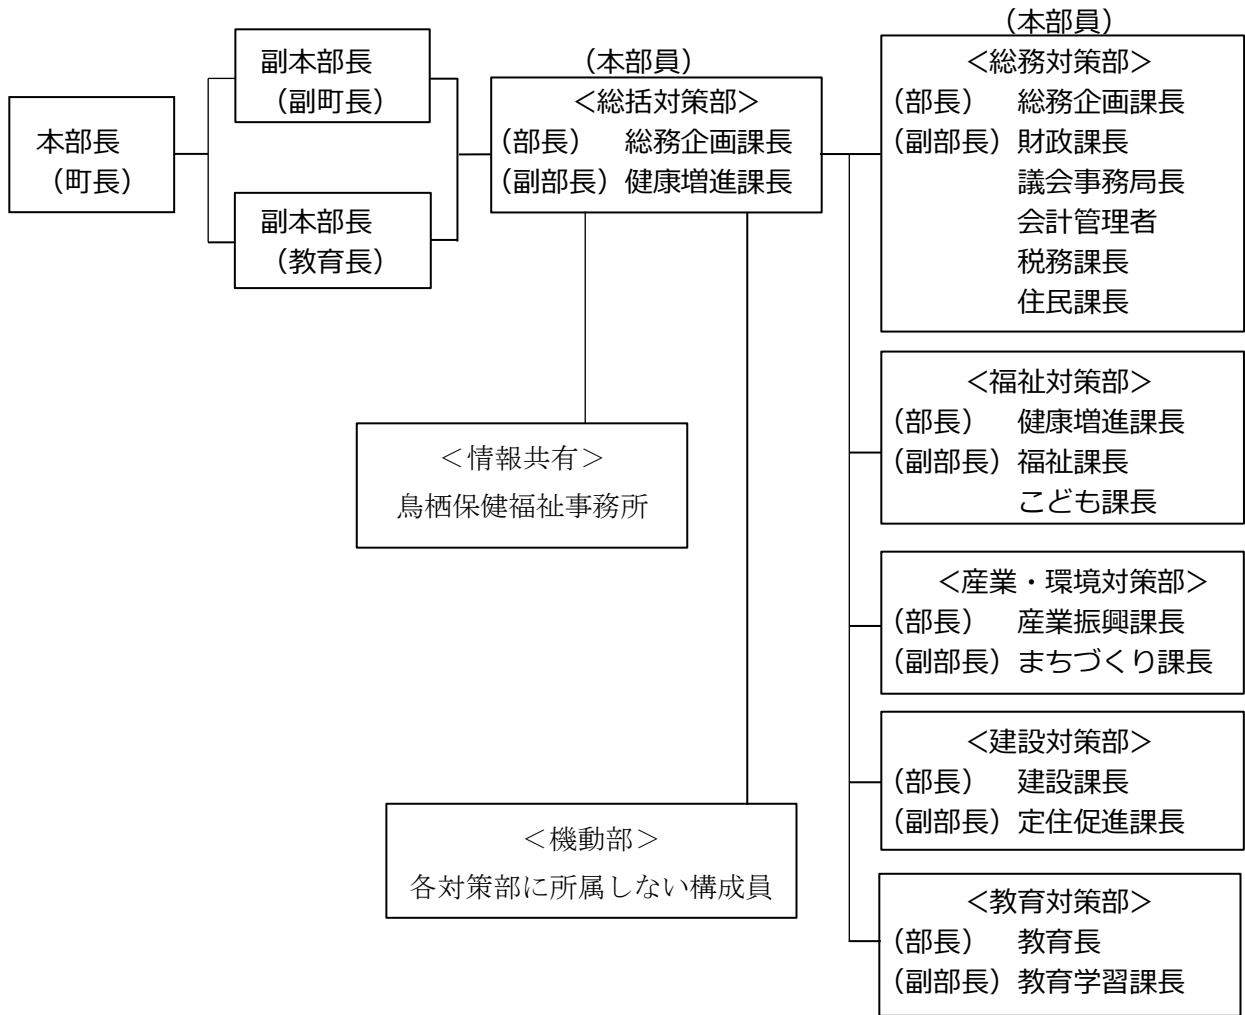 本部長
（町長）
副本部長
（副町長）
副本部長
（教育長）
（本部員）
＜総括対策部＞
（部長）　総務企画課長
（副部長）健康増進課長
＜情報共有＞
鳥栖保健福祉事務所
＜機動部＞
各対策部に所属しない構成員
（本部員）
＜総務対策部＞
（部長）　総務企画課長
（副部長）財政課長
議会事務局長
会計管理者
税務課長
住民課長
＜福祉対策部＞
（部長）　健康増進課長
（副部長）福祉課長
こども課長
＜産業・環境対策部＞
（部長）　産業振興課長
（副部長）まちづくり課長
＜建設対策部＞
（部長）　建設課長
（副部長）定住促進課長
＜教育対策部＞
（部長）　教育長
（副部長）教育学習課長